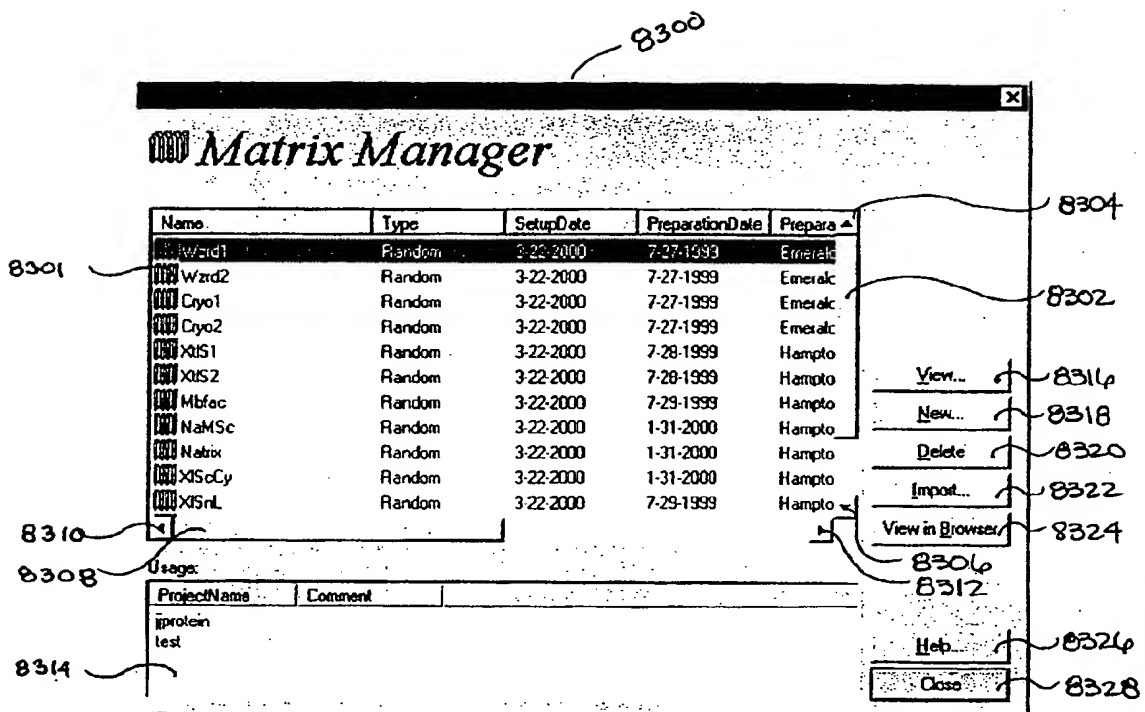 8300
Matrix Manager
Name Type SetupDate PreparationDate Prepara
8304
Wzrd1 Random 3-22-2000 7-27-1999 Emeralc
8301
Wzrd2 Random 3-22-2000 7-27-1999 Emeralc
8302
Cryo1 Random 3-22-2000 7-27-1999 Emeralc
Cryo2 Random 3-22-2000 7-27-1999 Emeralc
XtlS1 Random 3-22-2000 7-28-1999 Hampto
XtlS2 Random 3-22-2000 7-28-1999 Hampto
View... 8316
Mbfac Random 3-22-2000 7-29-1999 Hampto
New... 8318
NaMSc Random 3-22-2000 1-31-2000 Hampto
Natrix Random 3-22-2000 1-31-2000 Hampto
Delete 8320
XlScCy Random 3-22-2000 1-31-2000 Hampto
Import... 8322
XlSnL Random 3-22-2000 7-29-1999 Hampto
8310
View in Browser 8324
8308
8306
8312
Usage:
ProjectName Comment
jjprotein
test
8314
Help... 8326
Close 8328